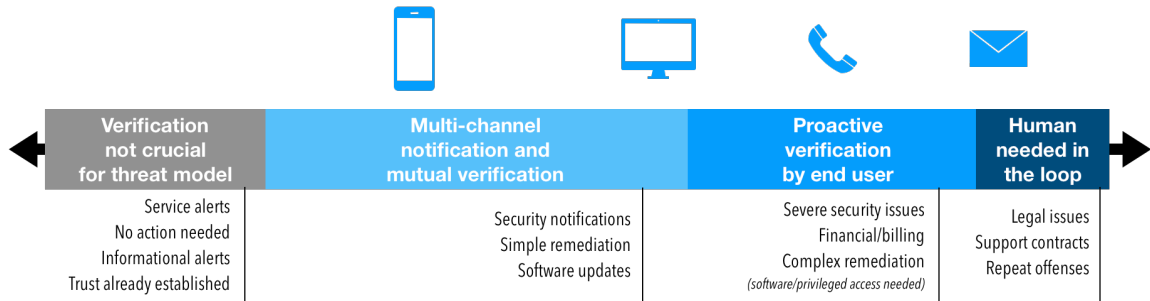 Verification
not crucial
for threat model
Multi-channel
notification and
mutual verification
Proactive
verification
by end user
Human
needed in
the loop
Service alerts
No action needed
Informational alerts
Trust already established
Security notifications
Simple remediation
Software updates
Severe security issues
Financial/billing
Complex remediation
(software/privileged access needed)
Legal issues
Support contracts
Repeat offenses